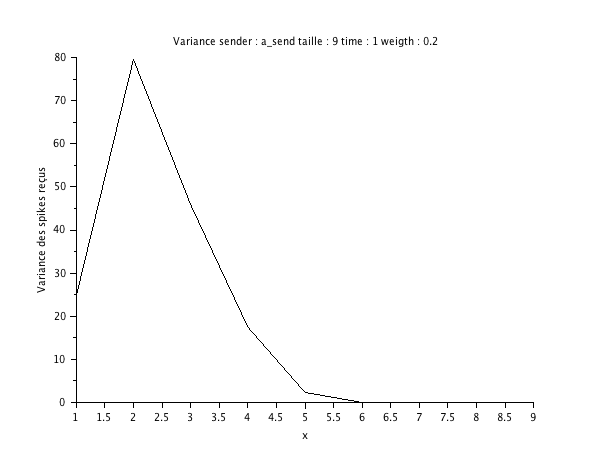 Variance sender : a_send taille : 9 time : 1 weigth : 0.2
80
70
60
50
40
30
20
10
0
Variance des spikes reçus
1 1.5 2 2.5 3 3.5 4 4.5 5 5.5 6 6.5 7 7.5 8 8.5 9
x